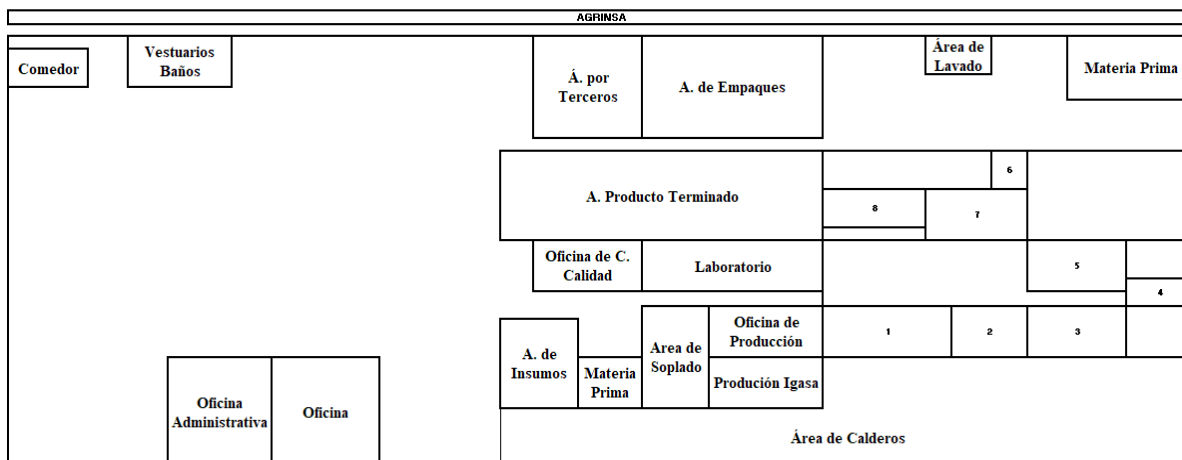 AGRINSA
Comedor
Vestuarios
Baños
Á. por
Terceros
A. de Empaques
Área de
Lavado
Materia Prima
A. Producto Terminado
6
8
7
Oficina de C.
Calidad
Laboratorio
5
4
A. de
Insumos
Materia
Prima
Area de
Soplado
Oficina de
Producción
1
2
3
Produción Igasa
Oficina
Administrativa
Oficina
Área de Calderos